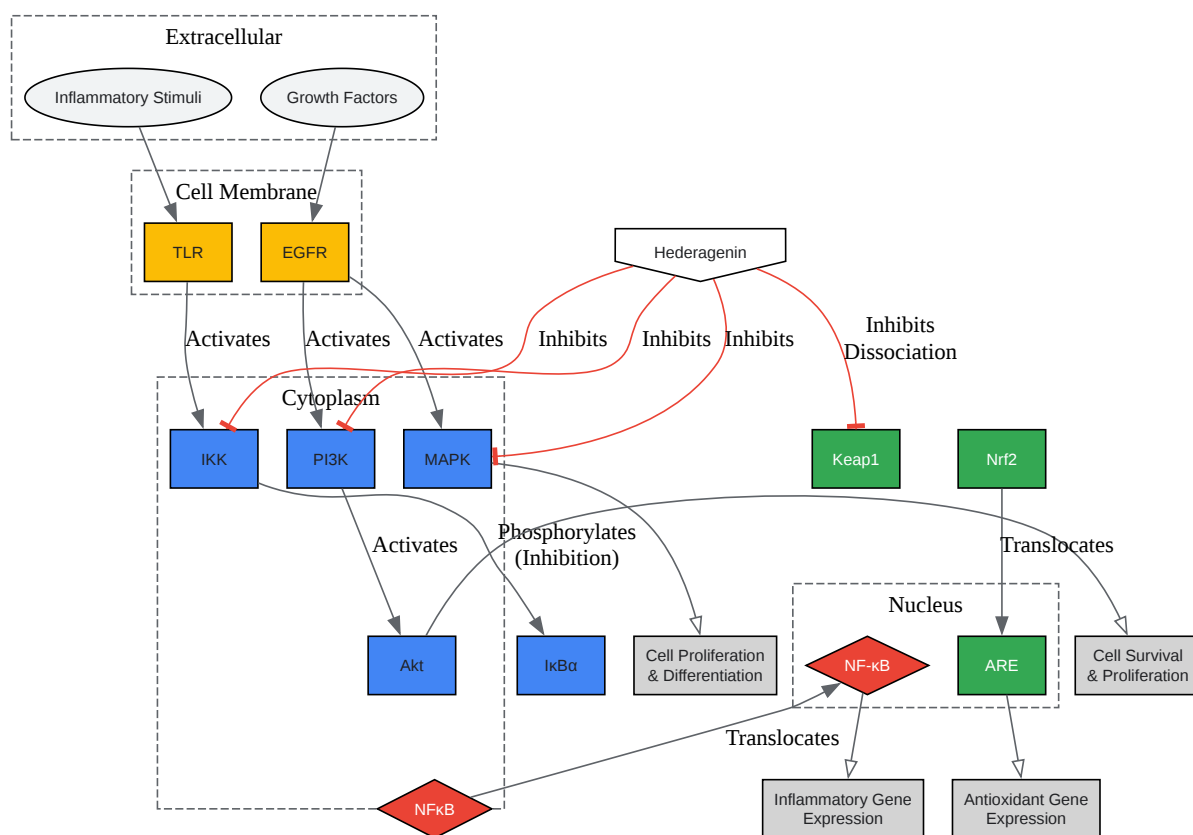 Extracellular
Inflammatory Stimuli
Growth Factors
Cell Membrane
TLR
EGFR
Hederagenin
Activates
Activates
Activates
Inhibits
Inhibits
Inhibits
Inhibits
Dissociation
Cytoplasm
IKK
PI3K
MAPK
Keap1
Nrf2
Activates
Phosphorylates
(Inhibition)
Translocates
Nucleus
Akt
IκBα
Cell Proliferation
& Differentiation
NF-κB
ARE
Cell Survival
& Proliferation
Translocates
NFκB
Inflammatory Gene
Expression
Antioxidant Gene
Expression